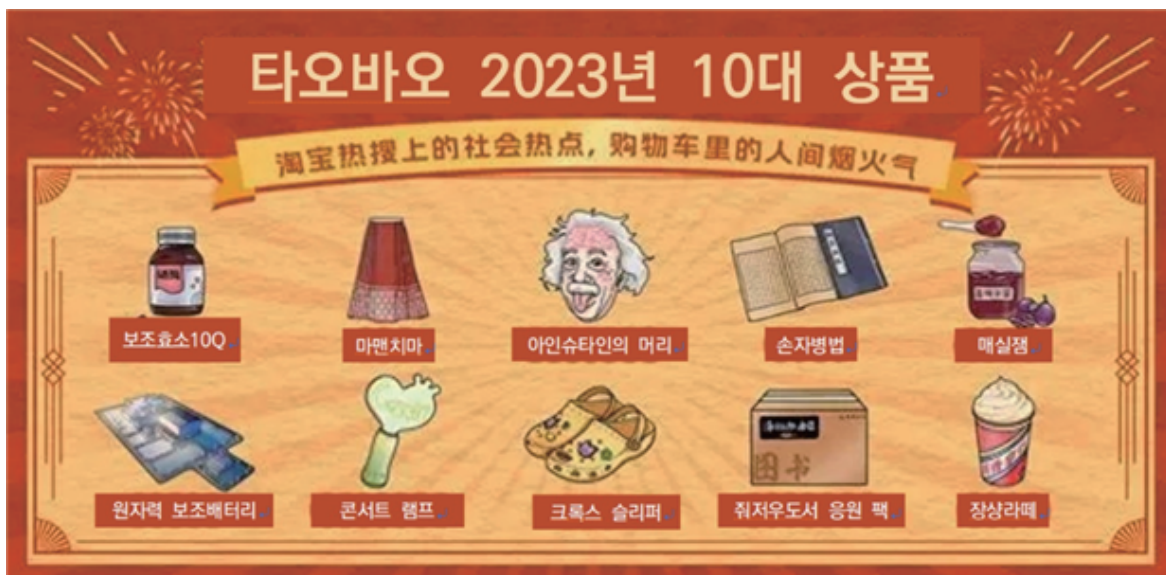 타오바오 2023년 10대 상품
淘宝热搜上的社会热点, 购物车里的人间烟火气
보조효소10Q
마맨치마
아인슈타인의 머리
손자병법
매실잼
图书
원자력 보조배터리
콘서트 램프
크록스 슬리퍼
줘저우도서 응원 팩
장샹라떼